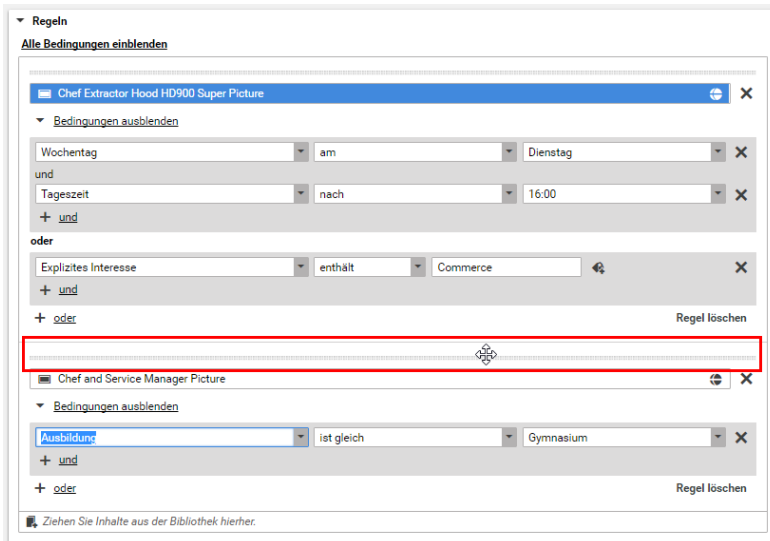 Regeln
Alle Bedingungen einblenden
Chef Extractor Hood HD900 Super Picture
Bedingungen ausblenden
Wochentag am Dienstag
und
Tageszeit nach 16:00
und
oder
Explizites Interesse enthält Commerce
und
oder Regel löschen
Chef and Service Manager Picture
Bedingungen ausblenden
Ausbildung ist gleich Gymnasium
und
oder Regel löschen
Ziehen Sie Inhalte aus der Bibliothek hierher.